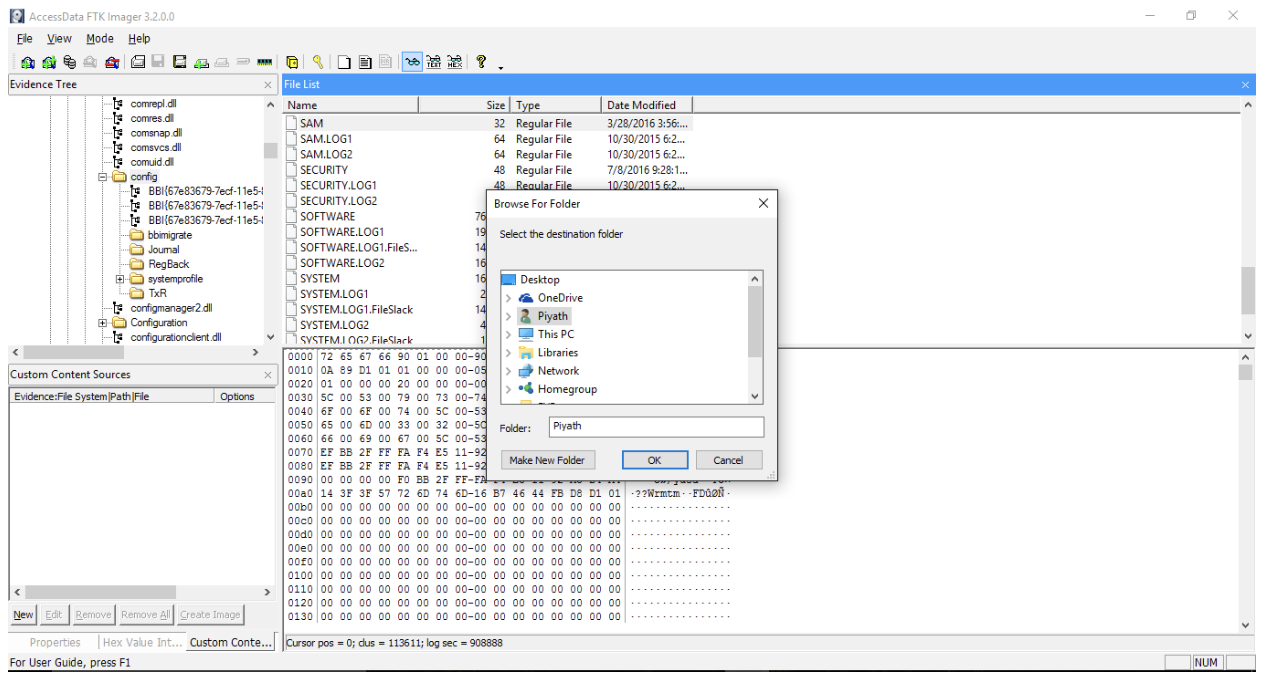 AccessData FTK Imager 3.2.0.0
File View Mode Help
Evidence Tree
comrepl.dll
comres.dll
comsnap.dll
comsvcs.dll
comuid.dll
config
BBI{67e83679-7ecf-11e5-
BBI{67e83679-7ecf-11e5-
BBI{67e83679-7ecf-11e5-
bbimigrate
Journal
RegBack
systemprofile
TxR
configmanager2.dll
Configuration
configurationclient.dll
Custom Content Sources
Evidence:File System|Path|File Options
New Edit Remove Remove All Create Image
Properties Hex Value Int... Custom Conte...
For User Guide, press F1
File List
Name Size Type Date Modified
SAM 32 Regular File 3/28/2016 3:56:...
SAM.LOG1 64 Regular File 10/30/2015 6:2...
SAM.LOG2 64 Regular File 10/30/2015 6:2...
SECURITY 48 Regular File 7/8/2016 9:28:1...
SECURITY.LOG1 48 Regular File 10/30/2015 6:2...
SECURITY.LOG2
SOFTWARE 76
SOFTWARE.LOG1 19
SOFTWARE.LOG1.FileS... 14
SOFTWARE.LOG2 16
SYSTEM 16
SYSTEM.LOG1 2
SYSTEM.LOG1.FileSlack 14
SYSTEM.LOG2 4
SYSTEM.LOG2.FileSlack 1
Browse For Folder
Select the destination folder
Desktop
OneDrive
Piyath
This PC
Libraries
Network
Homegroup
Folder: Piyath
Make New Folder OK Cancel
0000 72 65 67 66 90 01 00 00-90
0010 0A 89 D1 01 01 00 00 00-05
0020 01 00 00 00 20 00 00 00-00
0030 5C 00 53 00 79 00 73 00-74
0040 6F 00 6F 00 74 00 5C 00-53
0050 65 00 6D 00 33 00 32 00-5C
0060 66 00 69 00 67 00 5C 00-53
0070 EF BB 2F FF FA F4 E5 11-92
0080 EF BB 2F FF FA F4 E5 11-92
0090 00 00 00 00 F0 BB 2F FF-FA
00a0 14 3F 3F 57 72 6D 74 6D-16 B7 46 44 FB D8 D1 01 ·??Wrmtm··FDûØÑ·
00b0 00 00 00 00 00 00 00 00-00 00 00 00 00 00 00 00 ················
00c0 00 00 00 00 00 00 00 00-00 00 00 00 00 00 00 00 ················
00d0 00 00 00 00 00 00 00 00-00 00 00 00 00 00 00 00 ················
00e0 00 00 00 00 00 00 00 00-00 00 00 00 00 00 00 00 ················
00f0 00 00 00 00 00 00 00 00-00 00 00 00 00 00 00 00 ················
0100 00 00 00 00 00 00 00 00-00 00 00 00 00 00 00 00 ················
0110 00 00 00 00 00 00 00 00-00 00 00 00 00 00 00 00 ················
0120 00 00 00 00 00 00 00 00-00 00 00 00 00 00 00 00 ················
0130 00 00 00 00 00 00 00 00-00 00 00 00 00 00 00 00 ················
Cursor pos = 0; clus = 113611; log sec = 908888
NUM